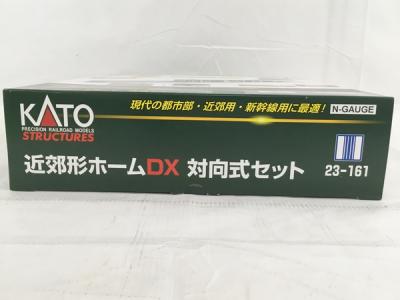 現代の都市部・近郊用・新幹線用に最適！ N-GAUGE
KATO
PRECISION RAILROAD MODELS
STRUCTURES
近郊形ホームDX 対向式セット 23-161